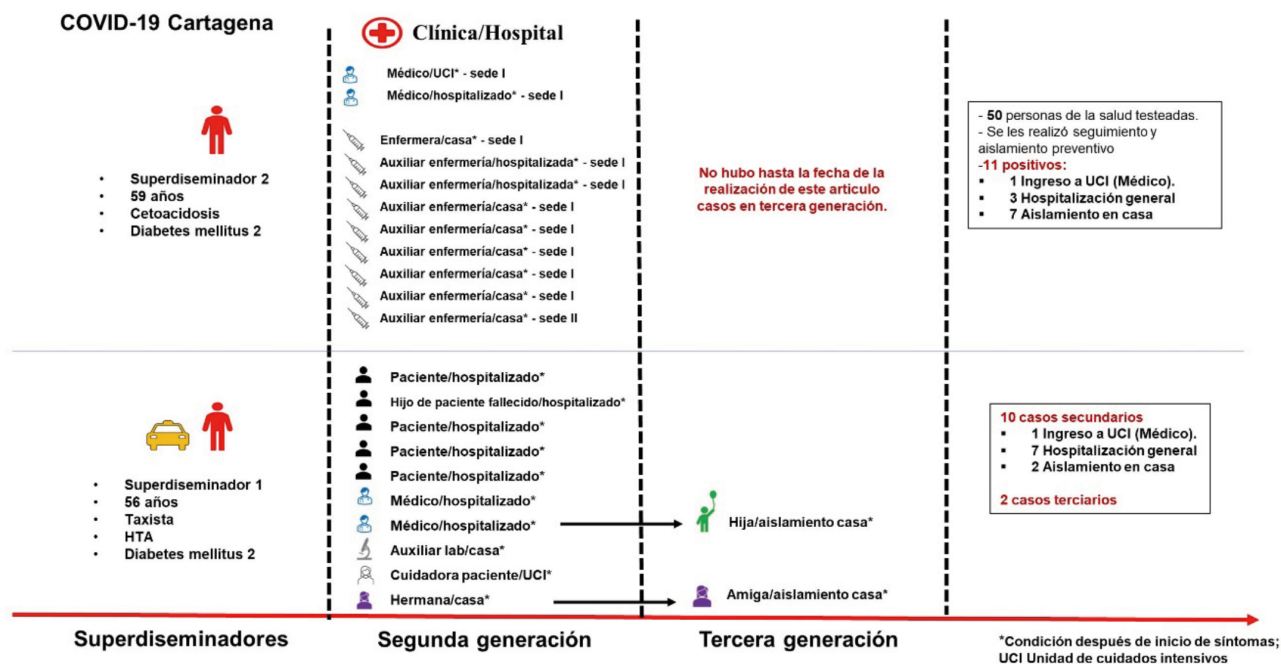 COVID-19 Cartagena
Clínica/Hospital
• Superdiseminador 2
• 59 años
• Cetoacidosis
• Diabetes mellitus 2
Médico/UCI* - sede I
Médico/hospitalizado* - sede I
Enfermera/casa* - sede I
Auxiliar enfermería/hospitalizada* - sede I
Auxiliar enfermería/hospitalizada* - sede I
Auxiliar enfermería/casa* - sede I
Auxiliar enfermería/casa* - sede I
Auxiliar enfermería/casa* - sede I
Auxiliar enfermería/casa* - sede I
Auxiliar enfermería/casa* - sede I
Auxiliar enfermería/casa* - sede II
No hubo hasta la fecha de la
realización de este articulo
casos en tercera generación.
- 50 personas de la salud testeadas.
- Se les realizó seguimiento y
aislamiento preventivo
-11 positivos:
▪ 1 Ingreso a UCI (Médico).
▪ 3 Hospitalización general
▪ 7 Aislamiento en casa
• Superdiseminador 1
• 56 años
• Taxista
• HTA
• Diabetes mellitus 2
Paciente/hospitalizado*
Hijo de paciente fallecido/hospitalizado*
Paciente/hospitalizado*
Paciente/hospitalizado*
Paciente/hospitalizado*
Médico/hospitalizado*
Médico/hospitalizado*
Auxiliar lab/casa*
Cuidadora paciente/UCI*
Hermana/casa*
Hija/aislamiento casa*
Amiga/aislamiento casa*
10 casos secundarios
▪ 1 Ingreso a UCI (Médico).
▪ 7 Hospitalización general
▪ 2 Aislamiento en casa
2 casos terciarios
Superdiseminadores
Segunda generación
Tercera generación
*Condición después de inicio de síntomas;
UCI Unidad de cuidados intensivos